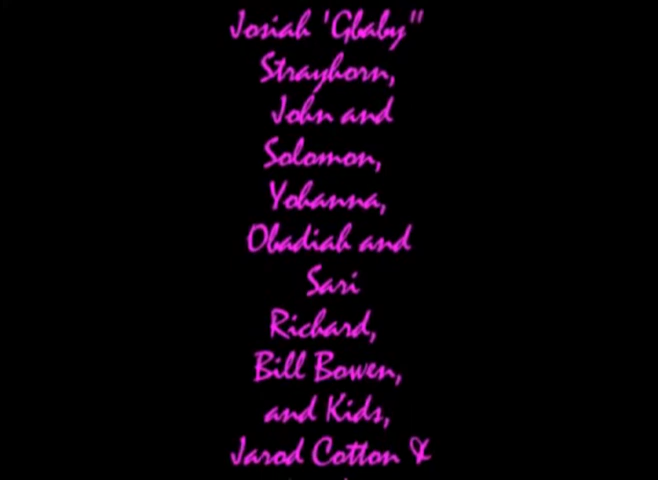 Josiah 'Gbaby"
Strayhorn,
John and
Solomon,
Yohanna,
Obadiah and
Sari
Richard,
Bill Bowen,
and Kids,
Jarod Cotton &